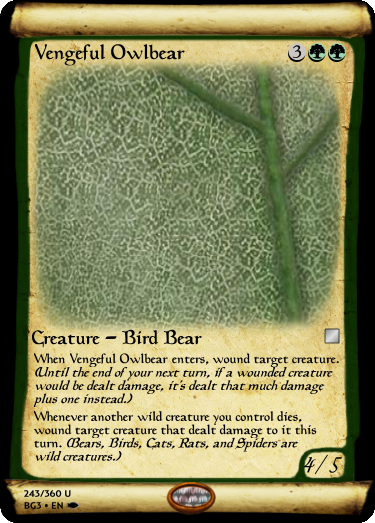 Vengeful Owlbear 3
Creature – Bird Bear
When Vengeful Owlbear enters, wound target creature.
(Until the end of your next turn, if a wounded creature
would be dealt damage, it's dealt that much damage
plus one instead.)
Whenever another wild creature you control dies,
wound target creature that dealt damage to it this
turn. (Bears, Birds, Cats, Rats, and Spiders are
wild creatures.)
4/5
243/360 U
BG3 • EN